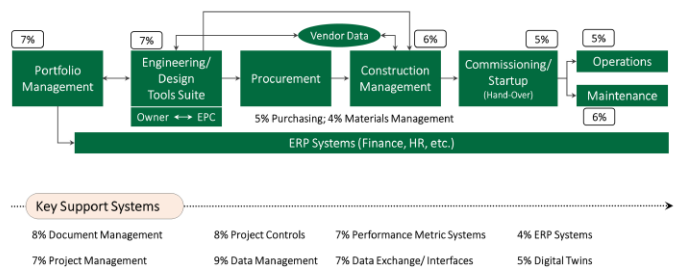 7%
7%
Vendor Data
6%
5%
5%
Portfolio
Management
Engineering/
Design
Tools Suite
Owner EPC
Procurement
Construction
Management
Commissioning/
Startup
(Hand-Over)
Operations
Maintenance
6%
5% Purchasing; 4% Materials Management
ERP Systems (Finance, HR, etc.)
Key Support Systems
8% Document Management
8% Project Controls
7% Performance Metric Systems
4% ERP Systems
7% Project Management
9% Data Management
7% Data Exchange/ Interfaces
5% Digital Twins